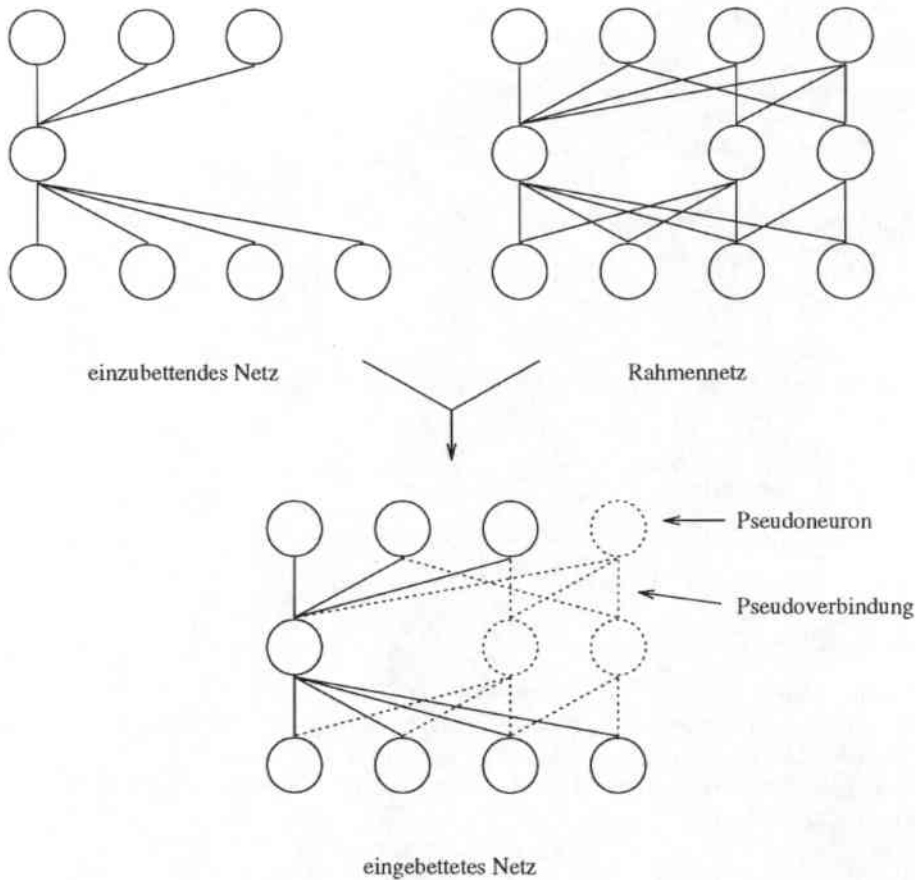 einzubettendes Netz
Rahmennetz
Pseudoneuron
Pseudoverbindung
eingebettetes Netz